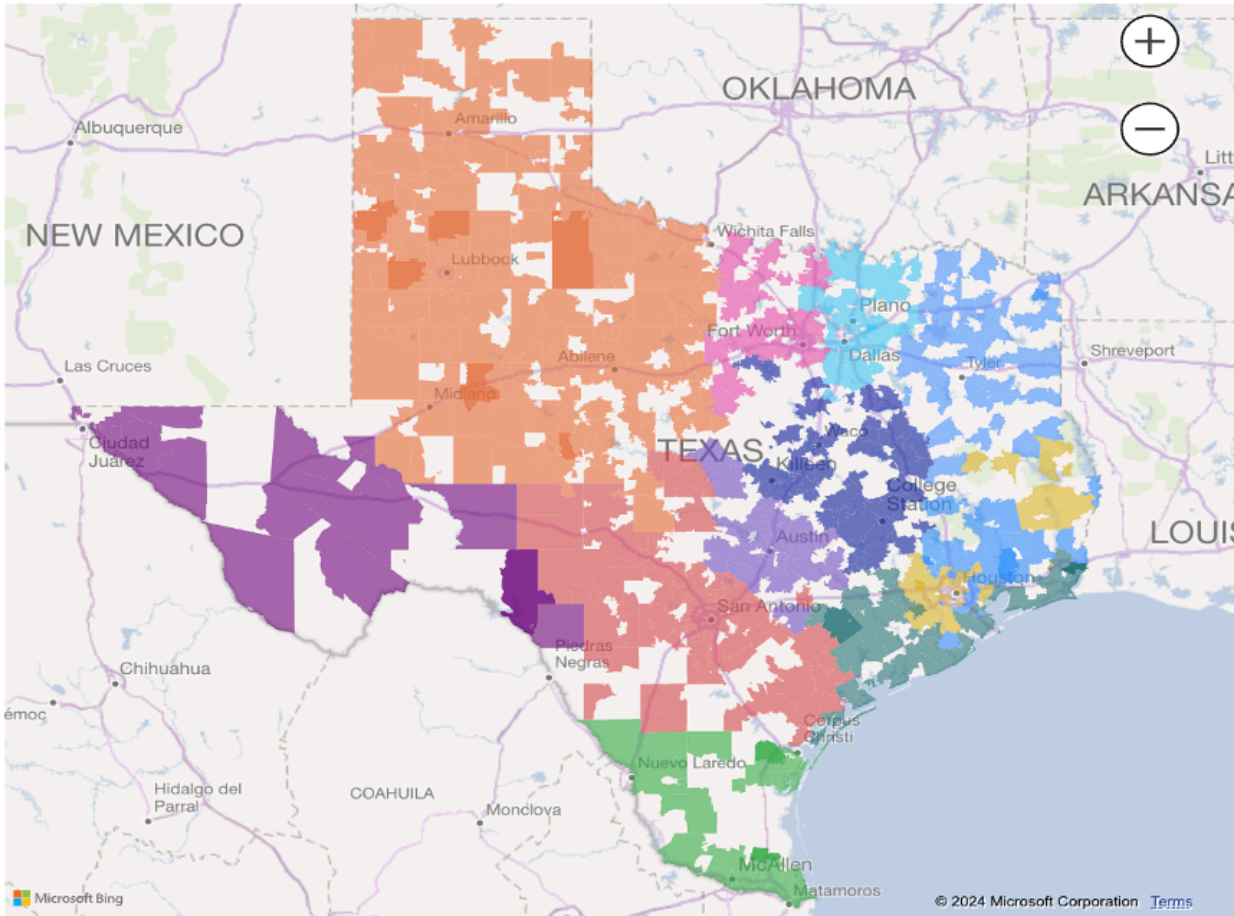 OKLAHOMA
Albuquerque
Amarillo
Litt
ARKANSA
NEW MEXICO
Wichita Falls
Lubbock
Plano
Fort Worth
Dallas
Shreveport
Abilene
Tyler
Las Cruces
Midland
Ciudad
Juarez
TEXAS
Waco
Killeen
College
Station
LOUIS
Austin
Houston
San Antonio
Piedras
Negras
Chihuahua
émoc
Corpus
Christi
Nuevo Laredo
Hidalgo del
Parral
COAHUILA
Monclova
McAllen
Matamoros
Microsoft Bing
© 2024 Microsoft Corporation Terms